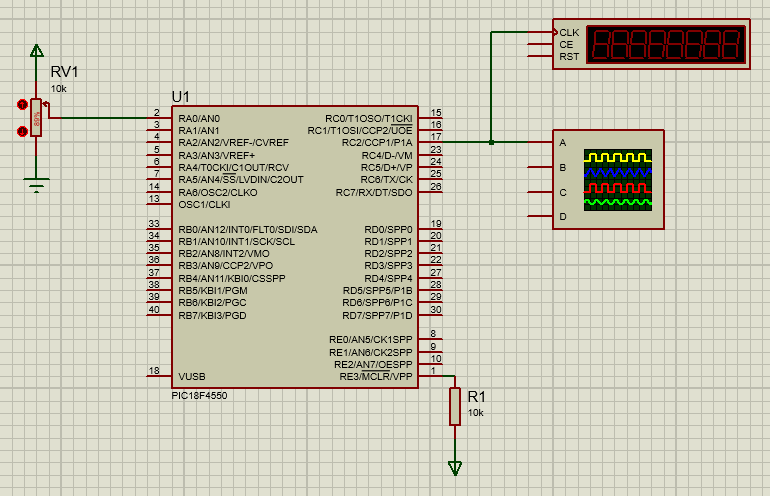 RV1
10k
89%
U1
2 RA0/AN0
3 RA1/AN1
4 RA2/AN2/VREF-/CVREF
5 RA3/AN3/VREF+
6 RA4/T0CKI/C1OUT/RCV
7 RA5/AN4/SS/LVDIN/C2OUT
14 RA6/OSC2/CLKO
13 OSC1/CLKI
33 RB0/AN12/INT0/FLT0/SDI/SDA
34 RB1/AN10/INT1/SCK/SCL
35 RB2/AN8/INT2/VMO
36 RB3/AN9/CCP2/VPO
37 RB4/AN11/KBI0/CSSPP
38 RB5/KBI1/PGM
39 RB6/KBI2/PGC
40 RB7/KBI3/PGD
18 VUSB
RC0/T1OSO/T1CKI 15
RC1/T1OSI/CCP2/UOE 16
RC2/CCP1/P1A 17
RC4/D-/VM 23
RC5/D+/VP 24
RC6/TX/CK 25
RC7/RX/DT/SDO 26
RD0/SPP0 19
RD1/SPP1 20
RD2/SPP2 21
RD3/SPP3 22
RD4/SPP4 27
RD5/SPP5/P1B 28
RD6/SPP6/P1C 29
RD7/SPP7/P1D 30
RE0/AN5/CK1SPP 8
RE1/AN6/CK2SPP 9
RE2/AN7/OESPP 10
RE3/MCLR/VPP 1
PIC18F4550
CLK
CE
RST
A
B
C
D
R1
10k